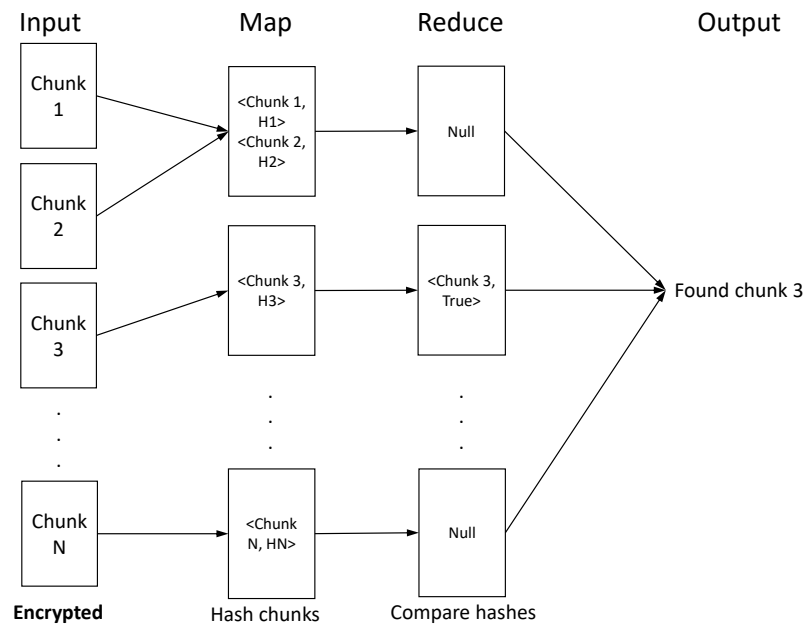 Input
Map
Reduce
Output
Chunk
1
Chunk
2
Chunk
3
.
.
.
Chunk
N
Encrypted
<Chunk 1,
H1>
<Chunk 2,
H2>
<Chunk 3,
H3>
.
.
.
<Chunk
N, HN>
Hash chunks
Null
<Chunk 3,
True>
.
.
.
Null
Compare hashes
Found chunk 3